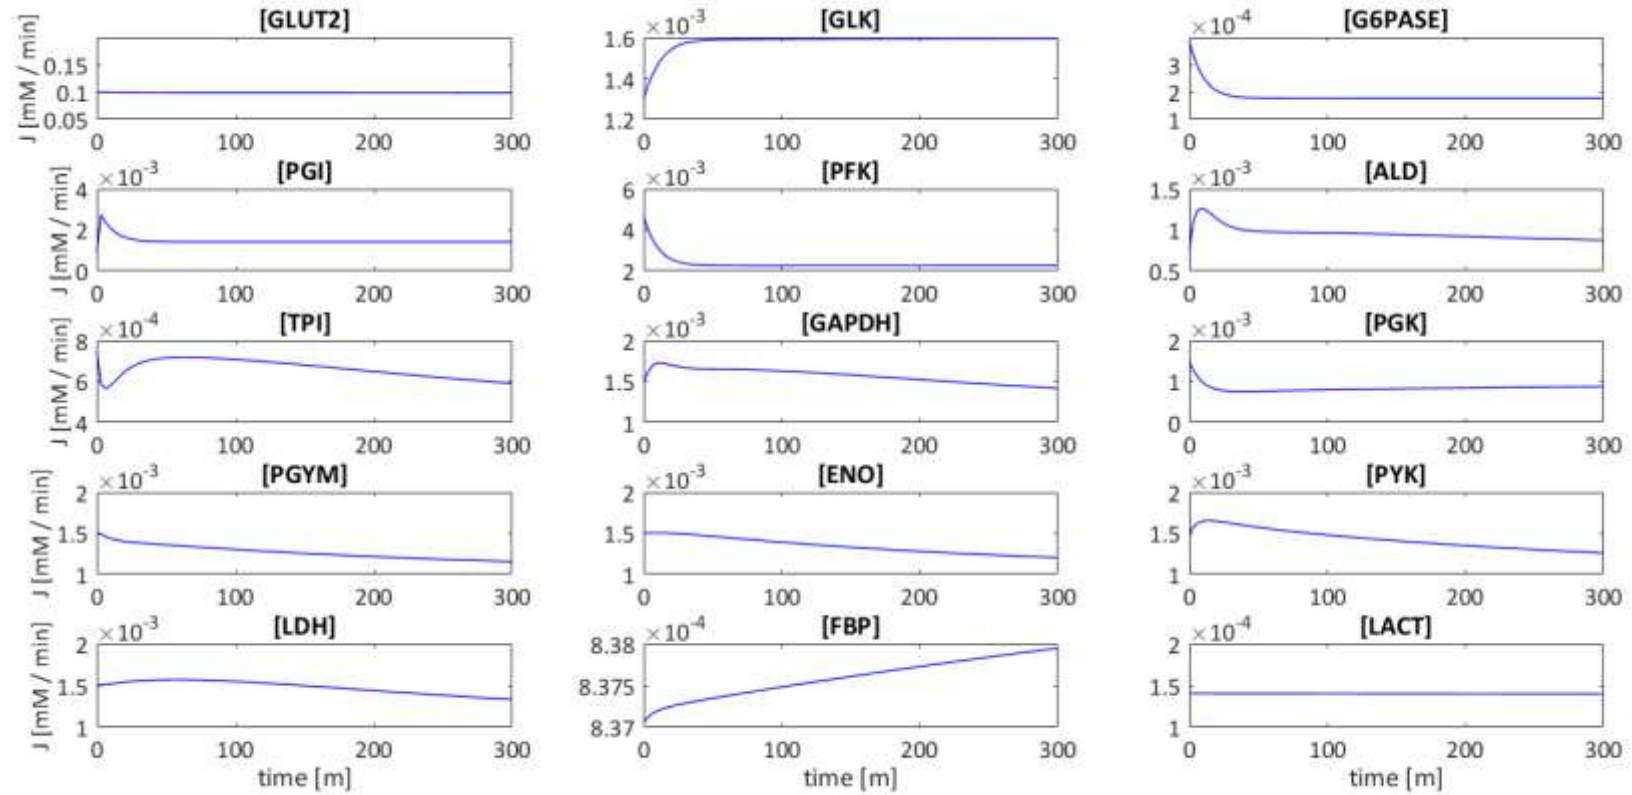 [GLUT2] [GLK] [G6PASE]
×10-3 ×10-4
J [mM / min]
0.15 0.1 0.05
1.6 1.4 1.2
3 2 1
0 100 200 300 0 100 200 300 0 100 200 300
[PGI] [PFK] [ALD]
×10-3 ×10-3 ×10-3
J [mM / min]
4 2 0
6 4 2
1.5 1 0.5
0 100 200 300 0 100 200 300 0 100 200 300
[TPI] [GAPDH] [PGK]
×10-4 ×10-3 ×10-3
J [mM / min]
8 6 4
2 1.5 1
2 1 0
0 100 200 300 0 100 200 300 0 100 200 300
[PGYM] [ENO] [PYK]
×10-3 ×10-3 ×10-3
J [mM / min]
2 1.5 1
2 1.5 1
2 1.5 1
0 100 200 300 0 100 200 300 0 100 200 300
[LDH] [FBP] [LACT]
×10-3 ×10-4 ×10-4
J [mM / min]
2 1.5 1
8.38 8.375 8.37
2 1.5 1
0 100 200 300 0 100 200 300 0 100 200 300
time [m] time [m] time [m]